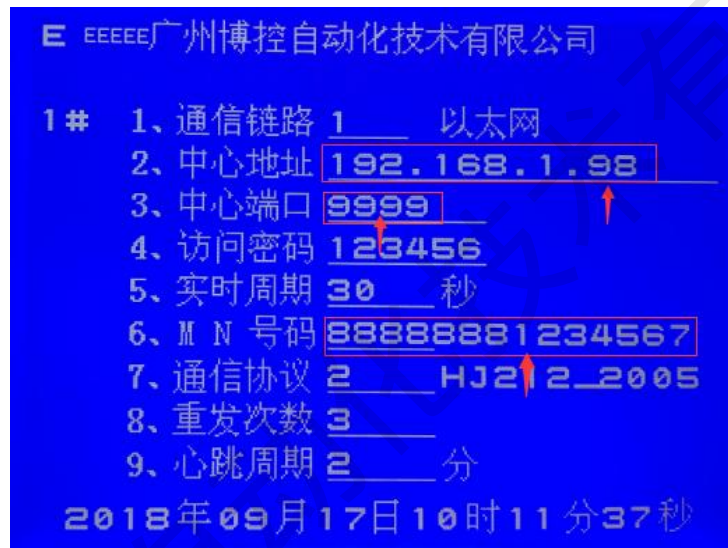 E EEEEE广州博控自动化技术有限公司
1# 1、通信链路 1 以太网
2、中心地址 192.168.1.98
3、中心端口 9999
4、访问密码 123456
5、实时周期 30 秒
6、M N 号码 88888881234567
7、通信协议 2 HJ212_2005
8、重发次数 3
9、心跳周期 2 分
2018年09月17日10时11分37秒